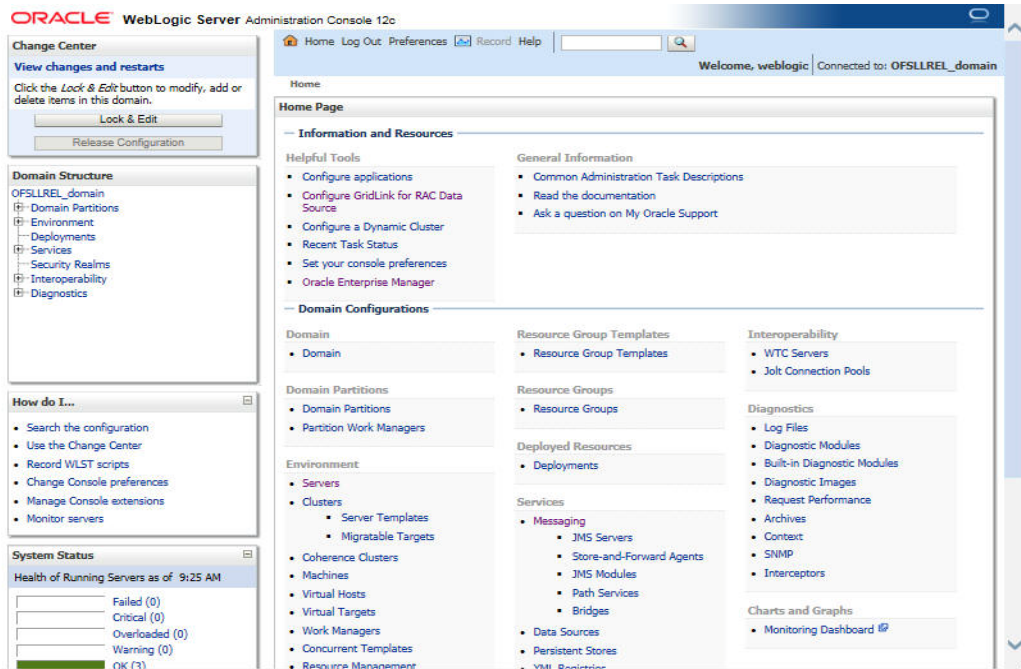 ORACLE WebLogic Server Administration Console 12c
Change Center
View changes and restarts
Click the Lock & Edit button to modify, add or
delete items in this domain.
Lock & Edit
Release Configuration
Domain Structure
OFSLLREL_domain
Domain Partitions
Environment
Deployments
Services
Security Realms
Interoperability
Diagnostics
How do I...
Search the configuration
Use the Change Center
Record WLST scripts
Change Console preferences
Manage Console extensions
Monitor servers
System Status
Health of Running Servers as of 9:25 AM
Failed (0)
Critical (0)
Overloaded (0)
Warning (0)
OK (3)
Home Log Out Preferences Record Help
Welcome, weblogic Connected to: OFSLLREL_domain
Home
Home Page
Information and Resources
Helpful Tools
Configure applications
Configure GridLink for RAC Data
Source
Configure a Dynamic Cluster
Recent Task Status
Set your console preferences
Oracle Enterprise Manager
General Information
Common Administration Task Descriptions
Read the documentation
Ask a question on My Oracle Support
Domain Configurations
Domain
Domain
Domain Partitions
Domain Partitions
Partition Work Managers
Environment
Servers
Clusters
Server Templates
Migratable Targets
Coherence Clusters
Machines
Virtual Hosts
Virtual Targets
Work Managers
Concurrent Templates
Resource Management
Resource Group Templates
Resource Group Templates
Resource Groups
Resource Groups
Deployed Resources
Deployments
Services
Messaging
JMS Servers
Store-and-Forward Agents
JMS Modules
Path Services
Bridges
Data Sources
Persistent Stores
XML Registries
Interoperability
WTC Servers
Jolt Connection Pools
Diagnostics
Log Files
Diagnostic Modules
Built-in Diagnostic Modules
Diagnostic Images
Request Performance
Archives
Context
SNMP
Interceptors
Charts and Graphs
Monitoring Dashboard